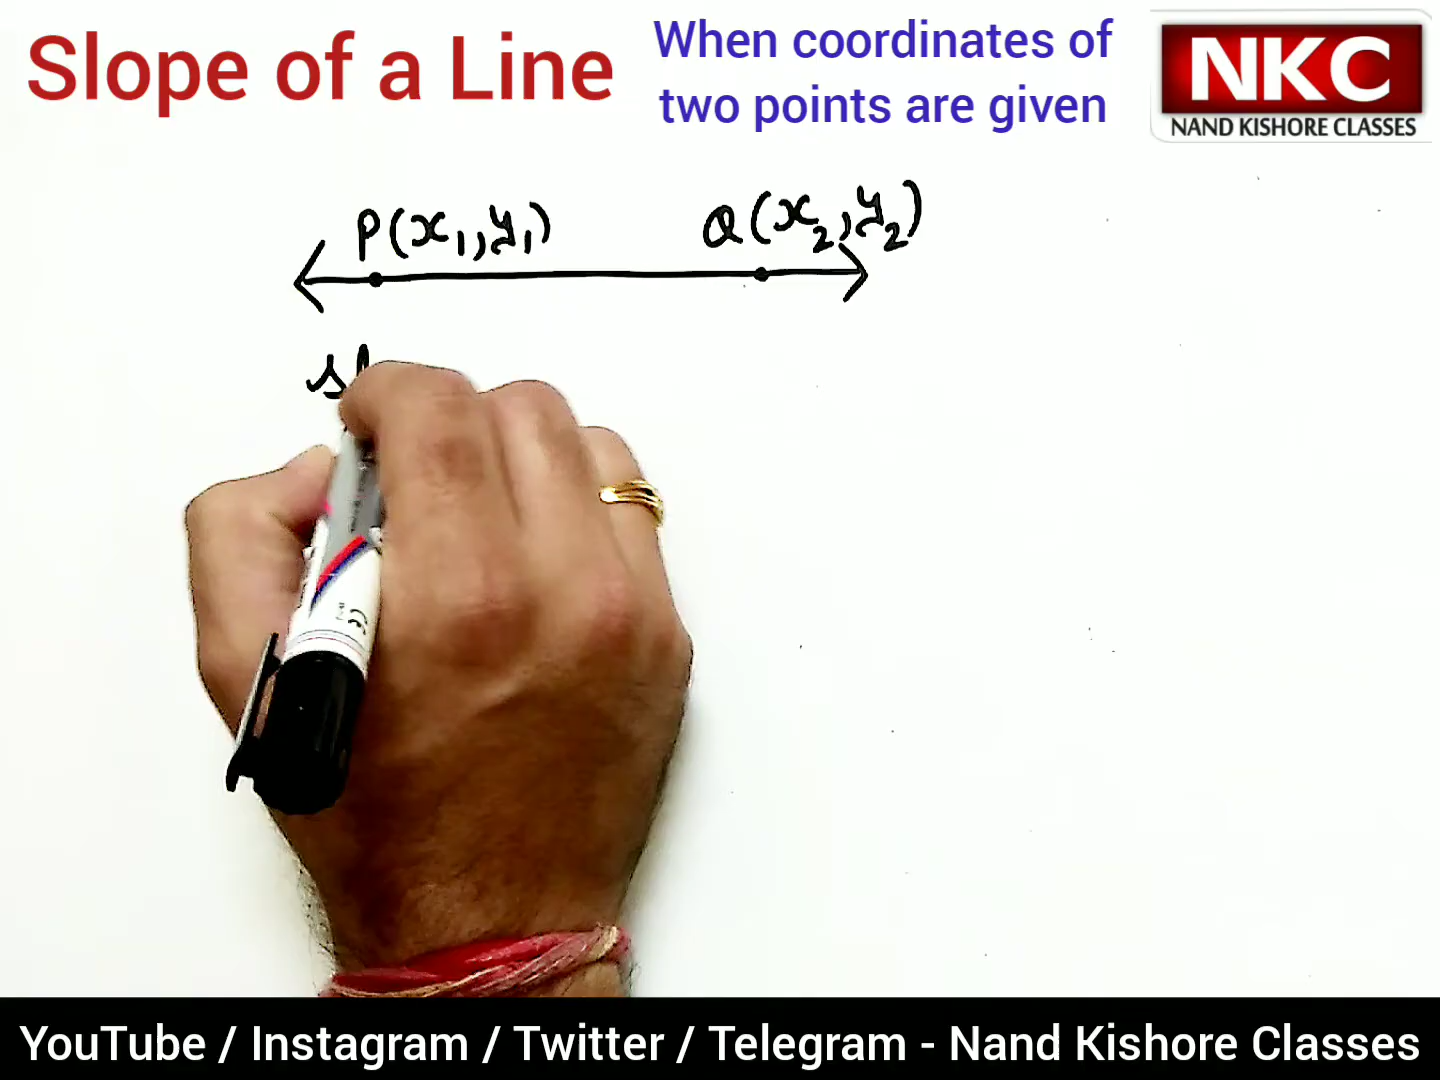 Slope of a Line
When coordinates of
two points are given
NKC
NAND KISHORE CLASSES
P(x₁,y₁)
Q(x₂,y₂)
sl
YouTube / Instagram / Twitter / Telegram - Nand Kishore Classes